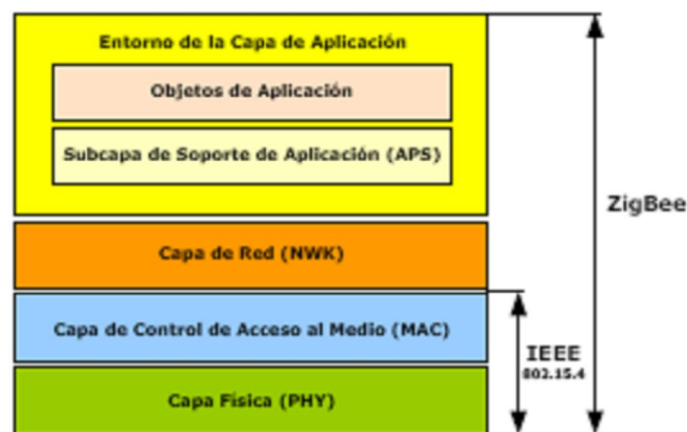 Entorno de la Capa de Aplicación
Objetos de Aplicación
Subcapa de Soporte de Aplicación (APS)
ZigBee
Capa de Red (NWK)
Capa de Control de Acceso al Medio (MAC)
IEEE
802.15.4
Capa Física (PHY)